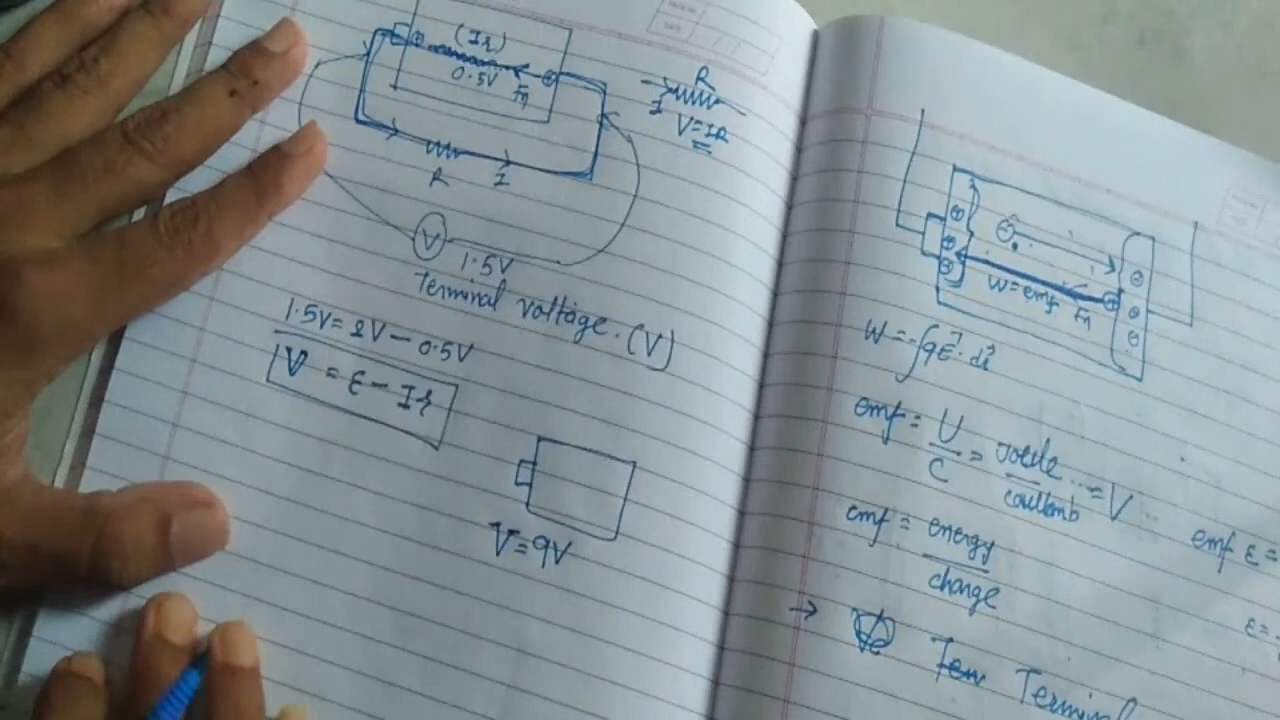 (Ir)
0.5V
Fn
R
I
V=IR
R
I
V
1.5V
Terminal voltage. (V)
1.5V = 2V - 0.5V
V = ε - Ir
V=9V
W=emf
Fn
W = -∫qE⃗. dl⃗
emf = U/C = Joule/coulomb = V
emf = energy/charge
emf ε =
ε =
→
Terminal